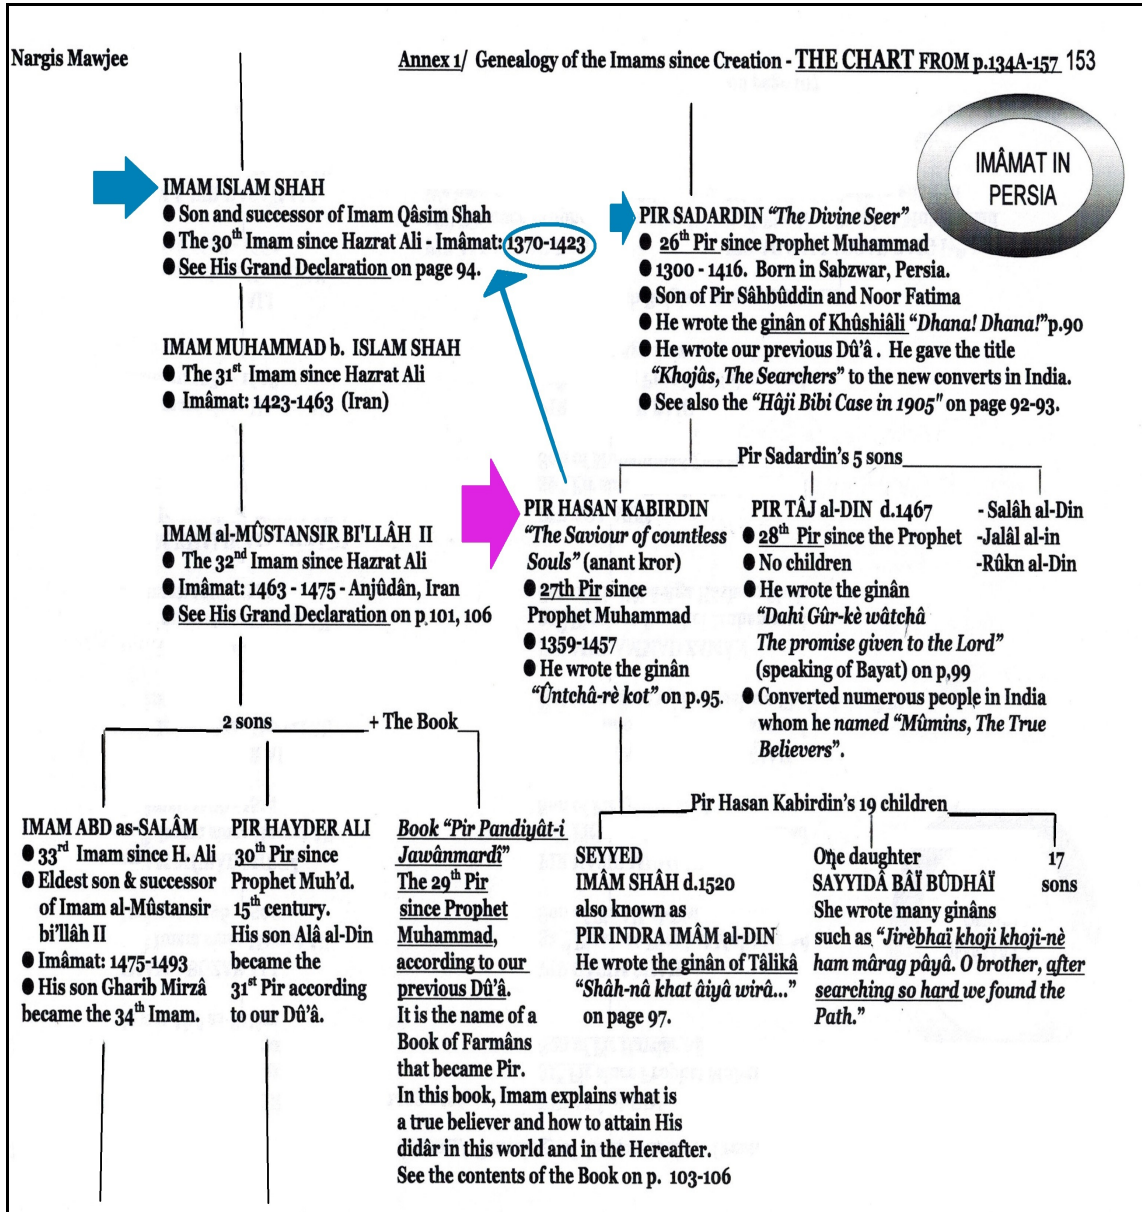 Nargis Mawjee
Annex 1/ Genealogy of the Imams since Creation - THE CHART FROM p.134A-157 153
IMÂMAT IN
PERSIA
IMAM ISLAM SHAH
● Son and successor of Imam Qâsim Shah
● The 30th Imam since Hazrat Ali - Imâmat: 1370-1423
● See His Grand Declaration on page 94.
IMAM MUHAMMAD b. ISLAM SHAH
● The 31st Imam since Hazrat Ali
● Imâmat: 1423-1463 (Iran)
IMAM al-MÛSTANSIR BI'LLÂH II
● The 32nd Imam since Hazrat Ali
● Imâmat: 1463 - 1475 - Anjûdân, Iran
● See His Grand Declaration on p.101, 106
PIR SADARDIN “The Divine Seer”
● 26th Pir since Prophet Muhammad
● 1300 - 1416. Born in Sabzwar, Persia.
● Son of Pir Sâhbûddin and Noor Fatima
● He wrote the ginân of Khûshiâli “Dhana! Dhana!”p.90
● He wrote our previous Dû’â . He gave the title
“Khojâs, The Searchers” to the new converts in India.
● See also the “Hâji Bibi Case in 1905" on page 92-93.
Pir Sadardin’s 5 sons
PIR HASAN KABIRDIN
“The Saviour of countless
Souls” (anant kror)
● 27th Pir since
Prophet Muhammad
● 1359-1457
● He wrote the ginân
“Ûntchâ-rè kot” on p.95.
PIR TÂJ al-DIN d.1467
● 28th Pir since the Prophet
● No children
● He wrote the ginân
“Dahi Gûr-kè wâtchâ
The promise given to the Lord”
(speaking of Bayat) on p,99
● Converted numerous people in India
whom he named “Mûmins, The True
Believers”.
- Salâh al-Din
-Jalâl al-in
-Rûkn al-Din
2 sons + The Book
IMAM ABD as-SALÂM
● 33rd Imam since H. Ali
● Eldest son & successor
of Imam al-Mûstansir
bi’llâh II
● Imâmat: 1475-1493
● His son Gharib Mirzâ
became the 34th Imam.
PIR HAYDER ALI
30th Pir since
Prophet Muh’d.
15th century.
His son Alâ al-Din
became the
31st Pir according
to our Dû’â.
Book “Pir Pandiyât-i
Jawânmardi”
The 29th Pir
since Prophet
Muhammad,
according to our
previous Dû’â.
It is the name of a
Book of Farmâns
that became Pir.
In this book, Imam explains what is
a true believer and how to attain His
didâr in this world and in the Hereafter.
See the contents of the Book on p. 103-106
Pir Hasan Kabirdin’s 19 children
SEYYED
IMÂM SHÂH d.1520
also known as
PIR INDRA IMÂM al-DIN
He wrote the ginân of Tâlikâ
“Shâh-nâ khat âiyâ wirâ...”
on page 97.
One daughter
SAYYIDÂ BÂÏ BÛDHÂÏ
She wrote many ginâns
such as “Jirèbhaï khoji khoji-nè
ham mârag pâyâ. O brother, after
searching so hard we found the
Path.”
17
sons